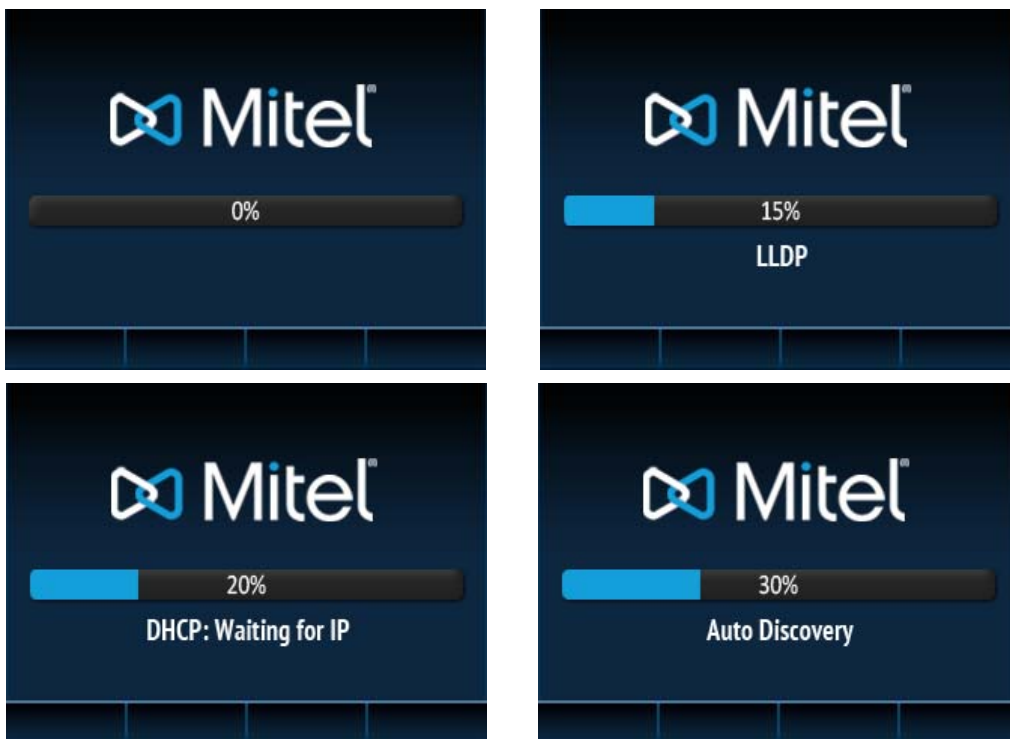 Mitel
0%
Mitel
15%
LLDP
Mitel
20%
DHCP: Waiting for IP
Mitel
30%
Auto Discovery